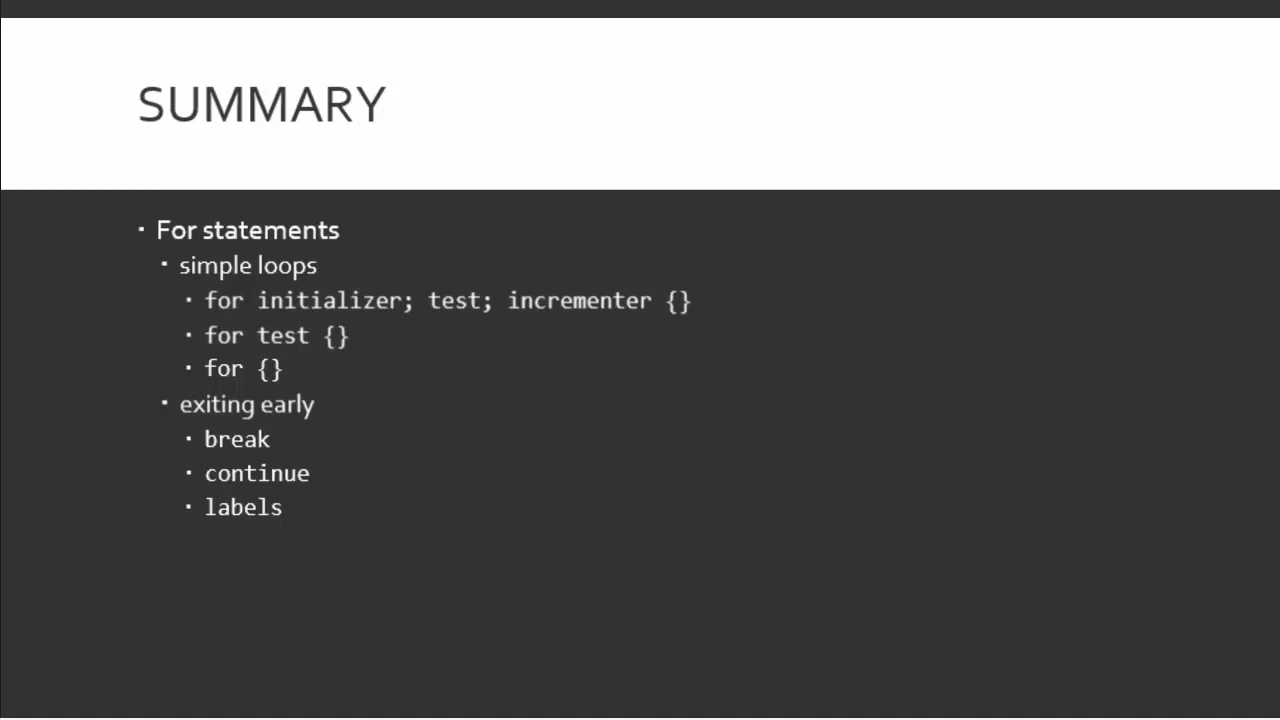 SUMMARY
For statements
simple loops
for initializer; test; incrementer {}
for test {}
for {}
exiting early
break
continue
labels